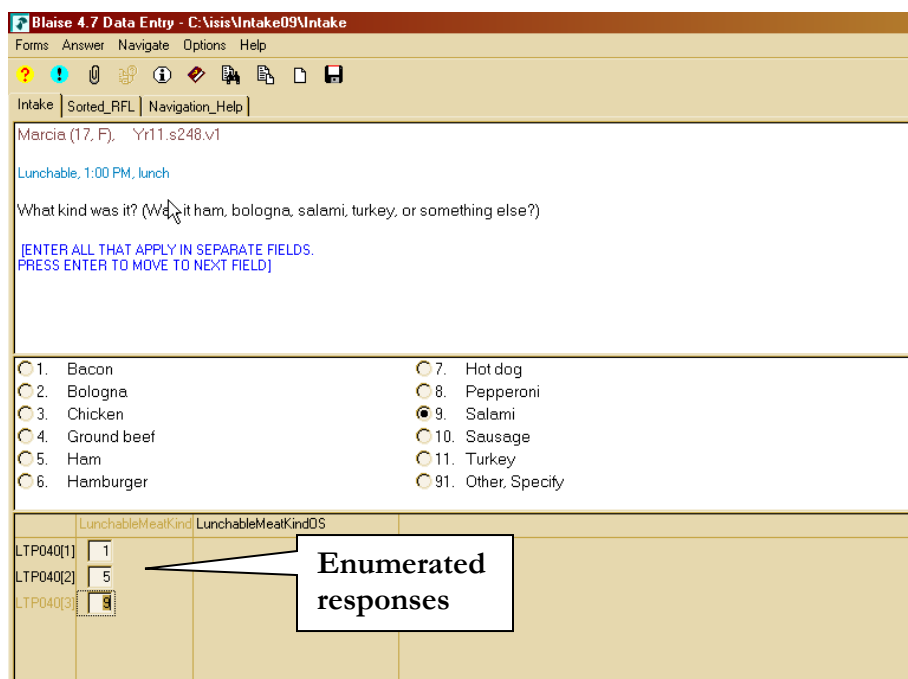 Blaise 4.7 Data Entry - C:\isis\Intake09\Intake
Forms Answer Navigate Options Help
Intake Sorted_RFL Navigation_Help
Marcia (17, F), Yr11.s248.v1
Lunchable, 1:00 PM, lunch
What kind was it? (Was it ham, bologna, salami, turkey, or something else?)
[ENTER ALL THAT APPLY IN SEPARATE FIELDS.
PRESS ENTER TO MOVE TO NEXT FIELD]
1. Bacon
2. Bologna
3. Chicken
4. Ground beef
5. Ham
6. Hamburger
7. Hot dog
8. Pepperoni
9. Salami
10. Sausage
11. Turkey
91. Other, Specify
LunchableMeatKind LunchableMeatKindOS
LTP040[1] 1
LTP040[2] 5
LTP040[3] 9
Enumerated
responses